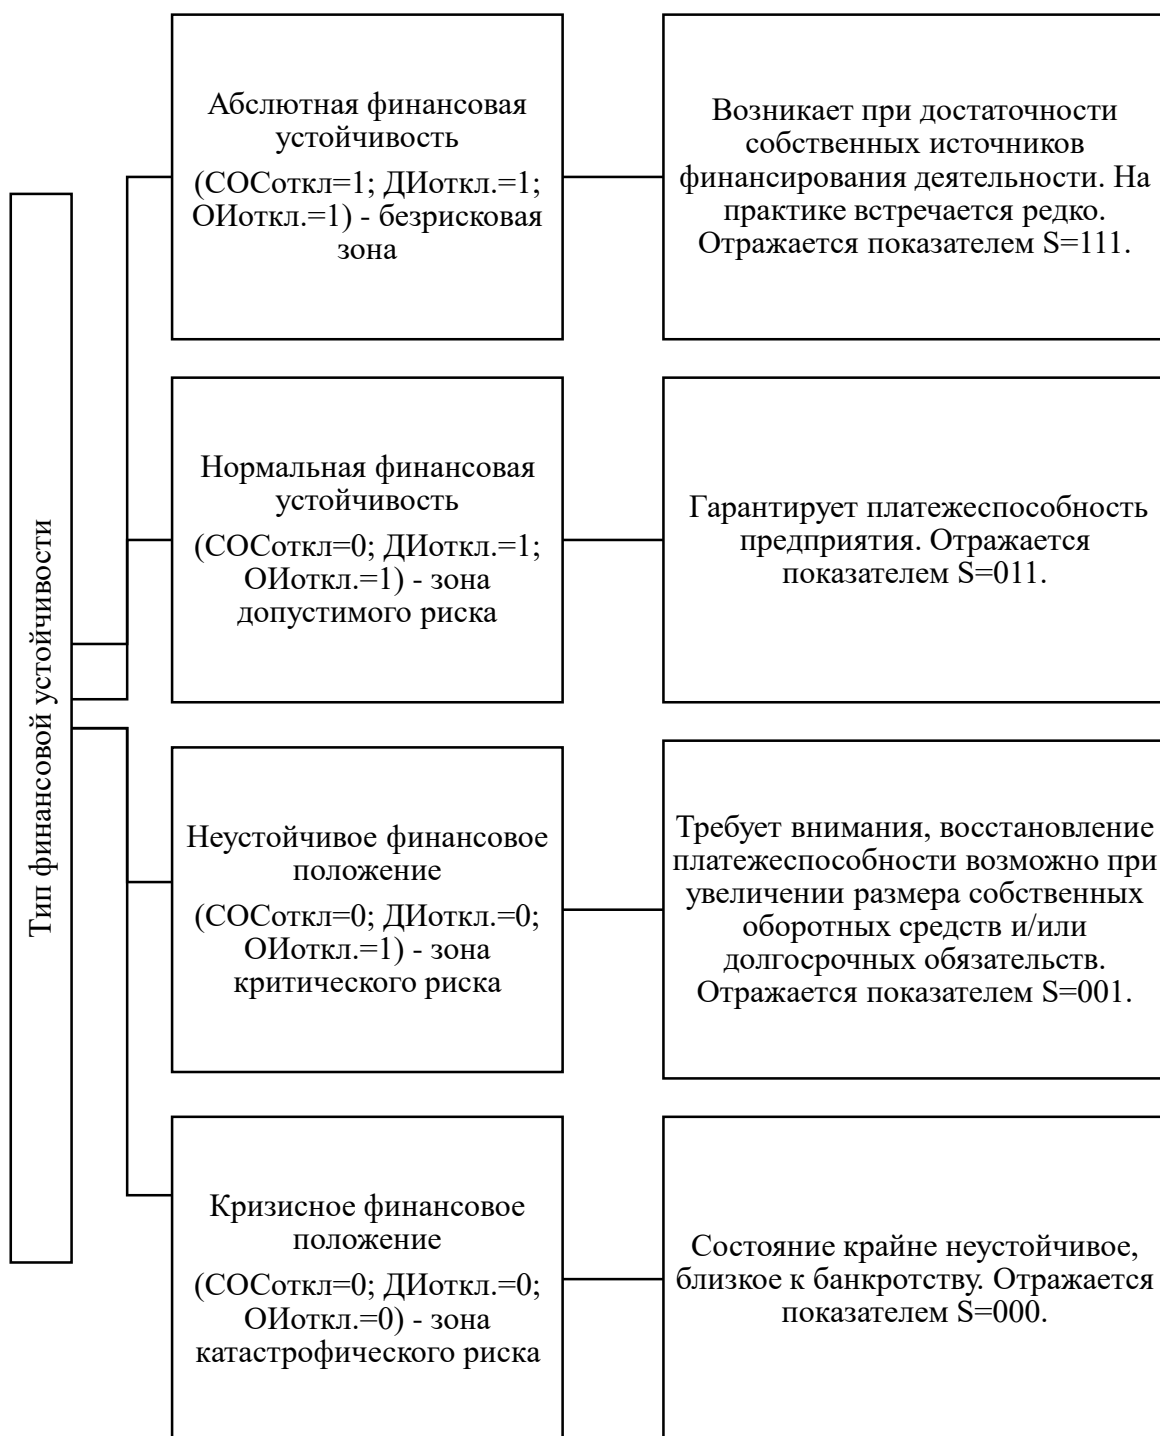 Тип финансовой устойчивости
Абслютная финансовая
устойчивость
(СОСоткл=1; ДИоткл.=1;
ОИоткл.=1) - безрисковая
зона
Возникает при достаточности
собственных источников
финансирования деятельности. На
практике встречается редко.
Отражается показателем S=111.
Нормальная финансовая
устойчивость
(СОСоткл=0; ДИоткл.=1;
ОИоткл.=1) - зона
допустимого риска
Гарантирует платежеспособность
предприятия. Отражается
показателем S=011.
Неустойчивое финансовое
положение
(СОСоткл=0; ДИоткл.=0;
ОИоткл.=1) - зона
критического риска
Требует внимания, восстановление
платежеспособности возможно при
увеличении размера собственных
оборотных средств и/или
долгосрочных обязательств.
Отражается показателем S=001.
Кризисное финансовое
положение
(СОСоткл=0; ДИоткл.=0;
ОИоткл.=0) - зона
катастрофического риска
Состояние крайне неустойчивое,
близкое к банкротству. Отражается
показателем S=000.